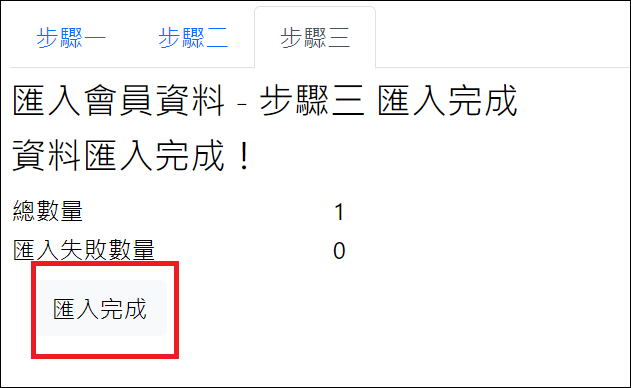 步驟一 步驟二 步驟三
匯入會員資料 - 步驟三 匯入完成
資料匯入完成！
總數量 1
匯入失敗數量 0
匯入完成